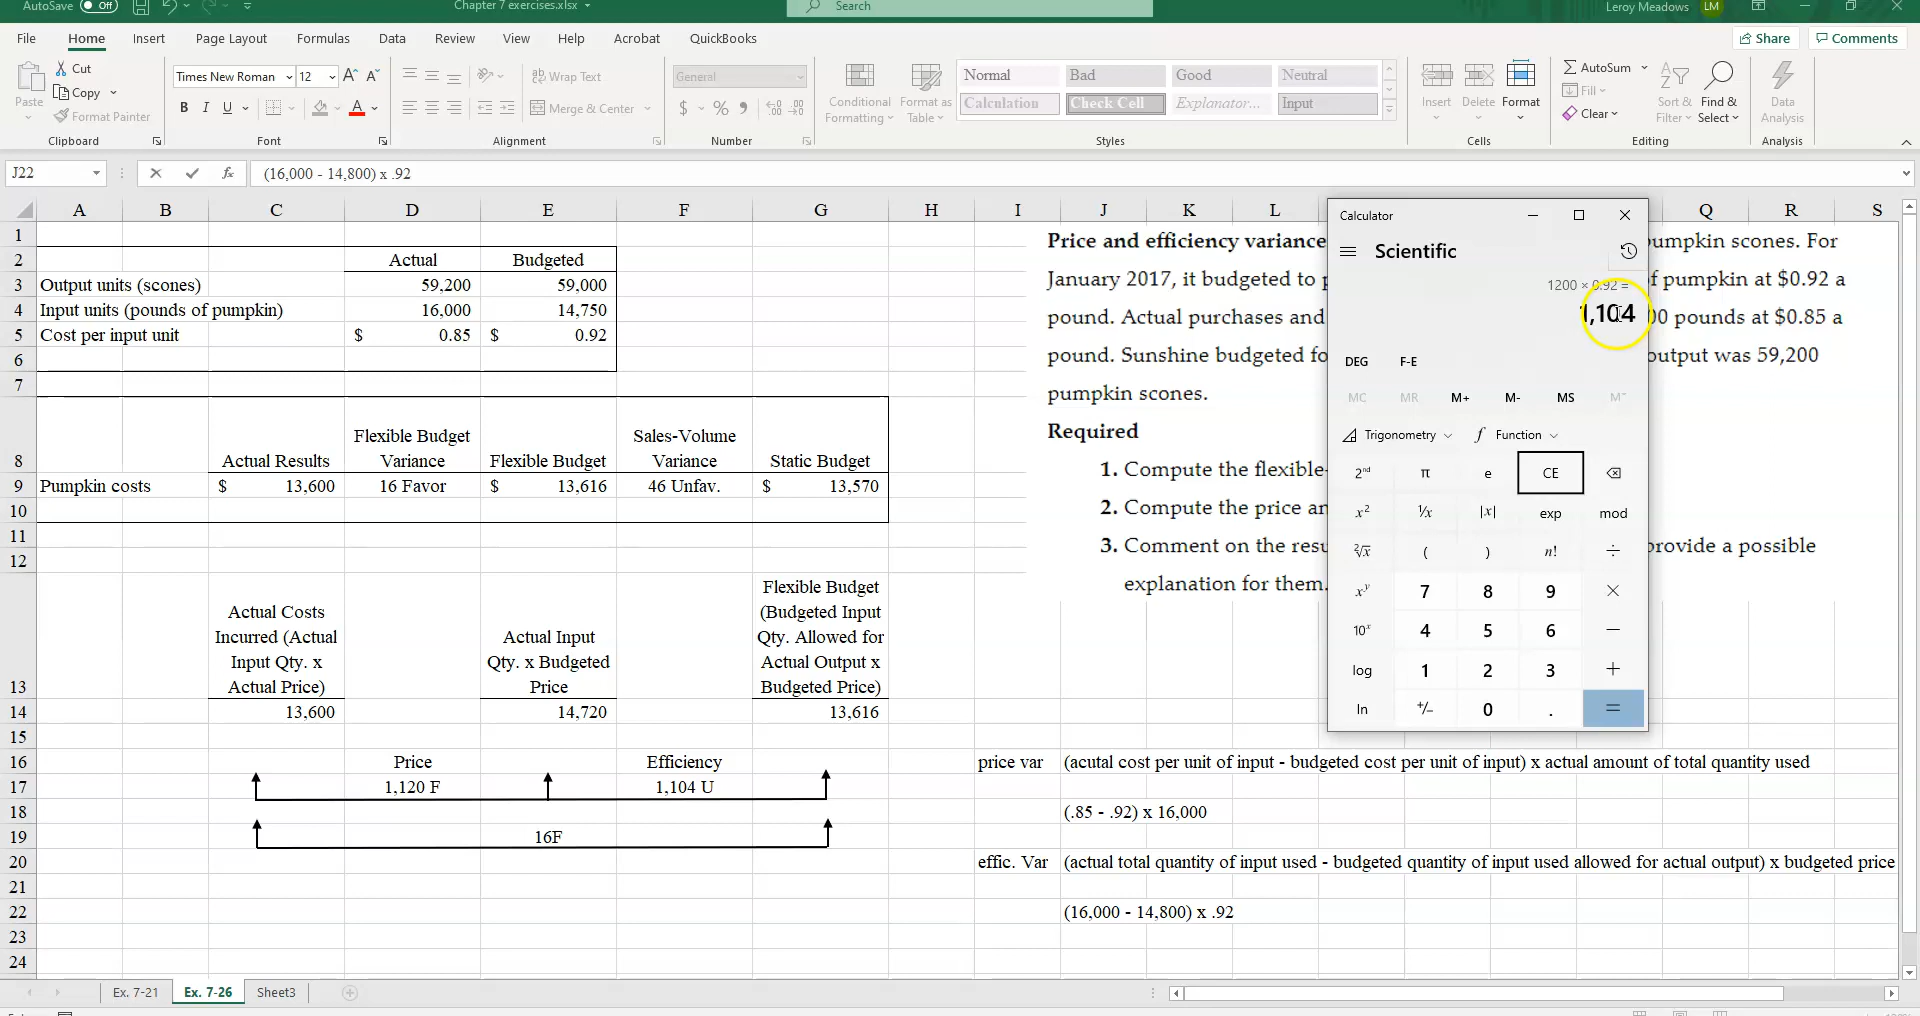 AutoSave Off
Chapter 7 exercises.xlsx
Search
Leroy Meadows LM
File Home Insert Page Layout Formulas Data Review View Help Acrobat QuickBooks
Share Comments
Paste Cut Copy Format Painter
Clipboard
Times New Roman 12 A A
B I U A
Font
Wrap Text
Merge & Center
Alignment
General
$ % ,
Number
Conditional Formatting
Format as Table
Normal Bad Good Neutral
Calculation Check Cell Explanator... Input
Styles
Insert Delete Format
Cells
AutoSum
Fill
Clear
Sort & Filter
Find & Select
Editing
Data Analysis
Analysis
J22
fx (16,000 - 14,800) x .92
A B C D E F G H I J K L Q R S
1
2 Actual Budgeted
3 Output units (scones) 59,200 59,000
4 Input units (pounds of pumpkin) 16,000 14,750
5 Cost per input unit $ 0.85 $ 0.92
6
7
Flexible Budget Sales-Volume
8 Actual Results Variance Flexible Budget Variance Static Budget
9 Pumpkin costs $ 13,600 16 Favor $ 13,616 46 Unfav. $ 13,570
10
11
12
Flexible Budget
Actual Costs (Budgeted Input
Incurred (Actual Actual Input Qty. Allowed for
Input Qty. x Qty. x Budgeted Actual Output x
13 Actual Price) Price Budgeted Price)
14 13,600 14,720 13,616
15
16 Price Efficiency
17 1,120 F 1,104 U
18
19 16F
20
21
22
23
24
Price and efficiency variance umpkin scones. For
January 2017, it budgeted to p f pumpkin at $0.92 a
pound. Actual purchases and 00 pounds at $0.85 a
pound. Sunshine budgeted fo output was 59,200
pumpkin scones.
Required
1. Compute the flexible-
2. Compute the price an
3. Comment on the resu provide a possible
explanation for them.
price var (acutal cost per unit of input - budgeted cost per unit of input) x actual amount of total quantity used
(.85 - .92) x 16,000
effic. Var (actual total quantity of input used - budgeted quantity of input used allowed for actual output) x budgeted price
(16,000 - 14,800) x .92
Calculator
Scientific
1200 × 0.92 =
1,104
DEG F-E
MC MR M+ M- MS M˅
Trigonometry f Function
2ⁿᵈ π e CE
x² ¹/x |x| exp mod
²√x ( ) n! ÷
xʸ 7 8 9 ×
10ˣ 4 5 6 −
log 1 2 3 +
ln +/− 0 . =
Ex. 7-21 Ex. 7-26 Sheet3